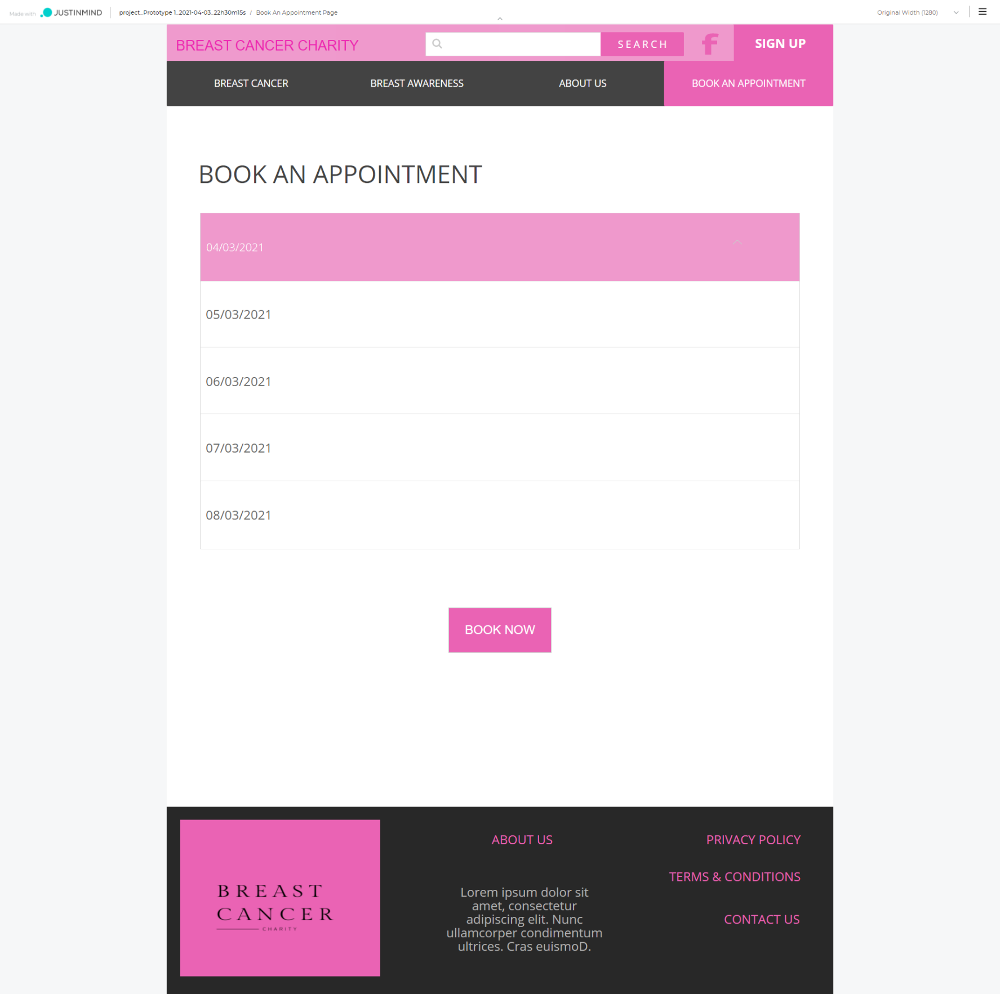 Made with JUSTINMIND project_Prototype 1_2021-04-03_22h30m15s / Book An Appointment Page Original Width (1280)
BREAST CANCER CHARITY SEARCH f SIGN UP
BREAST CANCER BREAST AWARENESS ABOUT US BOOK AN APPOINTMENT
BOOK AN APPOINTMENT
04/03/2021
05/03/2021
06/03/2021
07/03/2021
08/03/2021
BOOK NOW
BREAST
CANCER
CHARITY
ABOUT US
Lorem ipsum dolor sit
amet, consectetur
adipiscing elit. Nunc
ullamcorper condimentum
ultrices. Cras euismoD.
PRIVACY POLICY
TERMS & CONDITIONS
CONTACT US